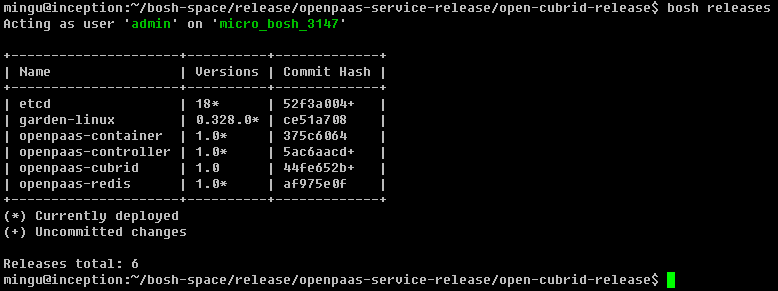 mingu@inception:~/bosh-space/release/openpaas-service-release/open-cubrid-release$ bosh releases
Acting as user 'admin' on 'micro_bosh_3147'
+---------------------+----------+-------------+
| Name                | Versions | Commit Hash |
+---------------------+----------+-------------+
| etcd                | 18*      | 52f3a004+   |
| garden-linux        | 0.328.0* | ce51a708    |
| openpaas-container  | 1.0*     | 375c6064    |
| openpaas-controller | 1.0*     | 5ac6aacd+   |
| openpaas-cubrid     | 1.0      | 44fe652b+   |
| openpaas-redis      | 1.0*     | af975e0f    |
+---------------------+----------+-------------+
(*) Currently deployed
(+) Uncommitted changes
Releases total: 6
mingu@inception:~/bosh-space/release/openpaas-service-release/open-cubrid-release$